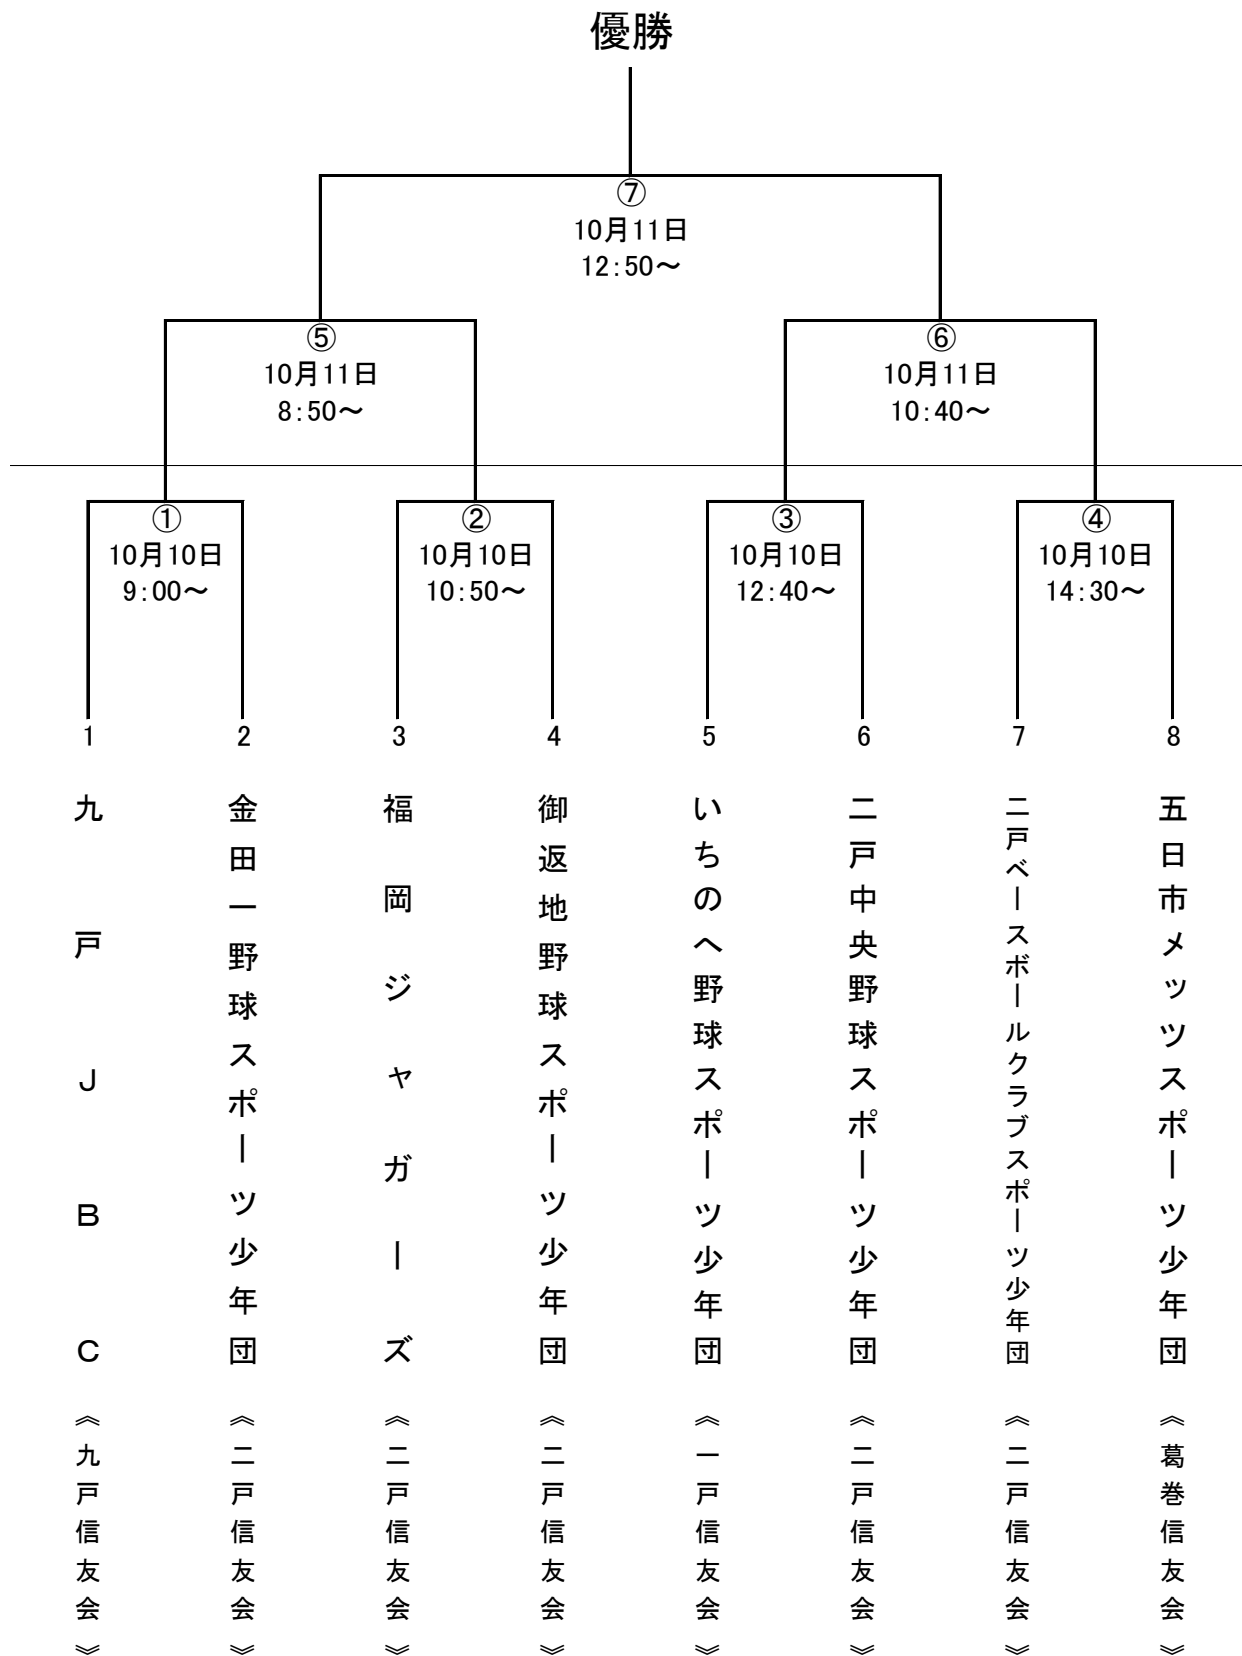 優勝
⑦
10月11日
12:50～
⑤
10月11日
8:50～
⑥
10月11日
10:40～
①
10月10日
9:00～
②
10月10日
10:50～
③
10月10日
12:40～
④
10月10日
14:30～
1
2
3
4
5
6
7
8
九戸JBC
金田一野球スポーツ少年団
福岡ジャガーズ
御返地野球スポーツ少年団
いちのへ野球スポーツ少年団
二戸中央野球スポーツ少年団
二戸ベースボールクラブスポーツ少年団
五日市メッツスポーツ少年団
《九戸信友会》
《二戸信友会》
《二戸信友会》
《二戸信友会》
《一戸信友会》
《二戸信友会》
《二戸信友会》
《葛巻信友会》